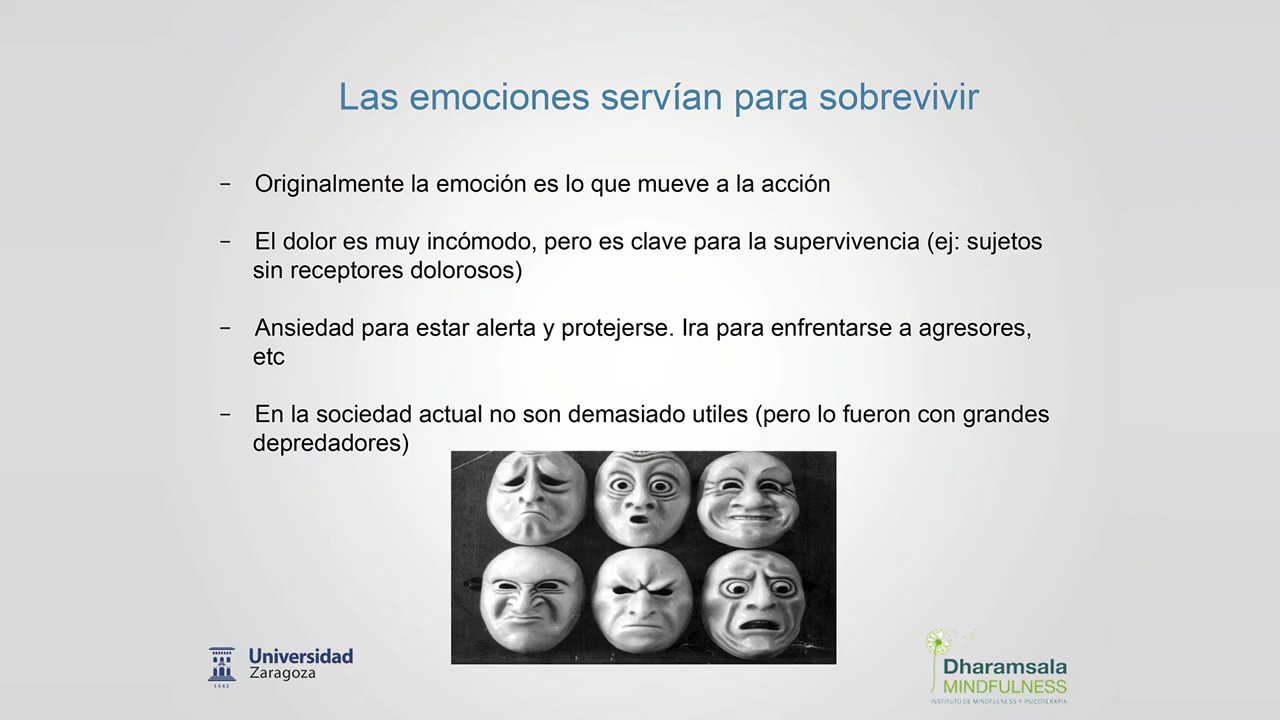 Las emociones servían para sobrevivir
– Originalmente la emoción es lo que mueve a la acción
– El dolor es muy incómodo, pero es clave para la supervivencia (ej: sujetos
sin receptores dolorosos)
– Ansiedad para estar alerta y protejerse. Ira para enfrentarse a agresores,
etc
– En la sociedad actual no son demasiado utiles (pero lo fueron con grandes
depredadores)
Universidad
Zaragoza
1542
Dharamsala
MINDFULNESS
INSTITUTO DE MINDFULNESS Y PSICOTERAPIA